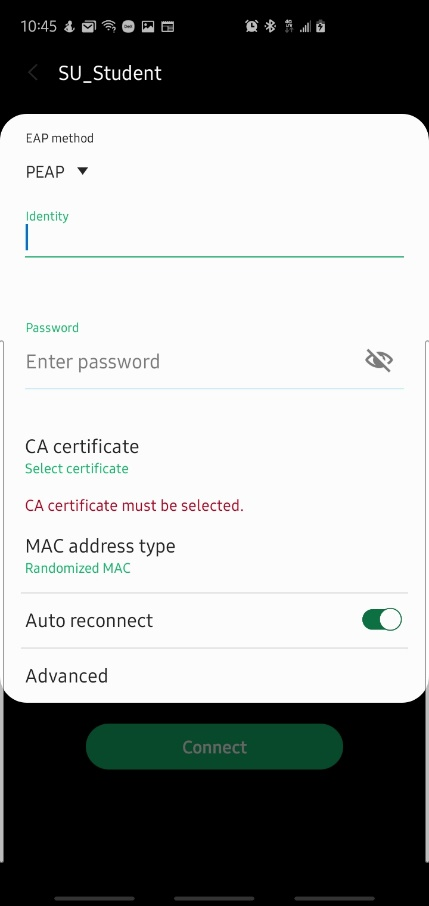 10:45
SU_Student
EAP method
PEAP
Identity
Password
Enter password
CA certificate
Select certificate
CA certificate must be selected.
MAC address type
Randomized MAC
Auto reconnect
Advanced
Connect